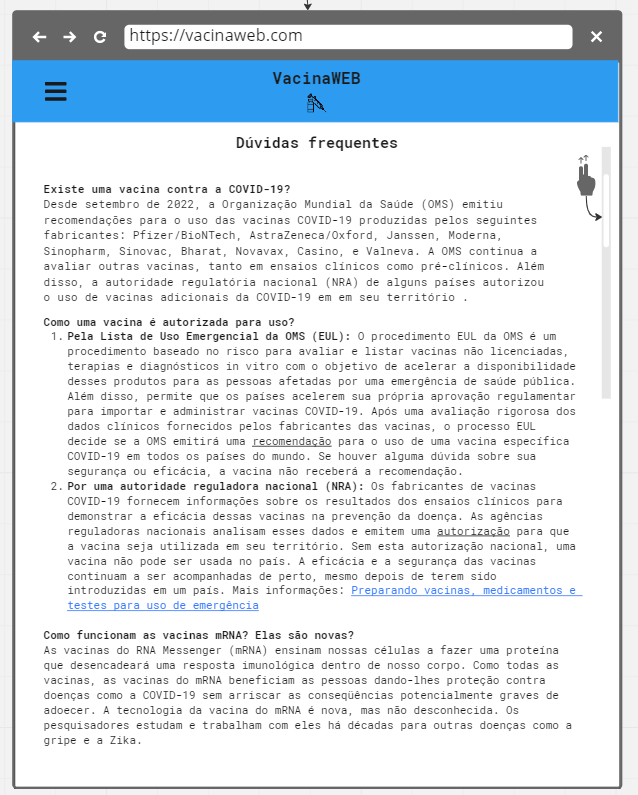 https://vacinaweb.com
VacinaWEB
Dúvidas frequentes
Existe uma vacina contra a COVID-19?
Desde setembro de 2022, a Organização Mundial da Saúde (OMS) emitiu
recomendações para o uso das vacinas COVID-19 produzidas pelos seguintes
fabricantes: Pfizer/BioNTech, AstraZeneca/Oxford, Janssen, Moderna,
Sinopharm, Sinovac, Bharat, Novavax, Casino, e Valneva. A OMS continua a
avaliar outras vacinas, tanto em ensaios clínicos como pré-clínicos. Além
disso, a autoridade regulatória nacional (NRA) de alguns países autorizou
o uso de vacinas adicionais da COVID-19 em em seu território .
Como uma vacina é autorizada para uso?
1. Pela Lista de Uso Emergencial da OMS (EUL): O procedimento EUL da OMS é um
procedimento baseado no risco para avaliar e listar vacinas não licenciadas,
terapias e diagnósticos in vitro com o objetivo de acelerar a disponibilidade
desses produtos para as pessoas afetadas por uma emergência de saúde pública.
Além disso, permite que os países acelerem sua própria aprovação regulamentar
para importar e administrar vacinas COVID-19. Após uma avaliação rigorosa dos
dados clínicos fornecidos pelos fabricantes das vacinas, o processo EUL
decide se a OMS emitirá uma recomendação para o uso de uma vacina específica
COVID-19 em todos os países do mundo. Se houver alguma dúvida sobre sua
segurança ou eficácia, a vacina não receberá a recomendação.
2. Por uma autoridade reguladora nacional (NRA): Os fabricantes de vacinas
COVID-19 fornecem informações sobre os resultados dos ensaios clínicos para
demonstrar a eficácia dessas vacinas na prevenção da doença. As agências
reguladoras nacionais analisam esses dados e emitem uma autorização para que
a vacina seja utilizada em seu território. Sem esta autorização nacional, uma
vacina não pode ser usada no país. A eficácia e a segurança das vacinas
continuam a ser acompanhadas de perto, mesmo depois de terem sido
introduzidas em um país. Mais informações: Preparando vacinas, medicamentos e
testes para uso de emergência
Como funcionam as vacinas mRNA? Elas são novas?
As vacinas do RNA Messenger (mRNA) ensinam nossas células a fazer uma proteína
que desencadeará uma resposta imunológica dentro de nosso corpo. Como todas as
vacinas, as vacinas do mRNA beneficiam as pessoas dando-lhes proteção contra
doenças como a COVID-19 sem arriscar as conseqüências potencialmente graves de
adoecer. A tecnologia da vacina do mRNA é nova, mas não desconhecida. Os
pesquisadores estudam e trabalham com eles há décadas para outras doenças como a
gripe e a Zika.